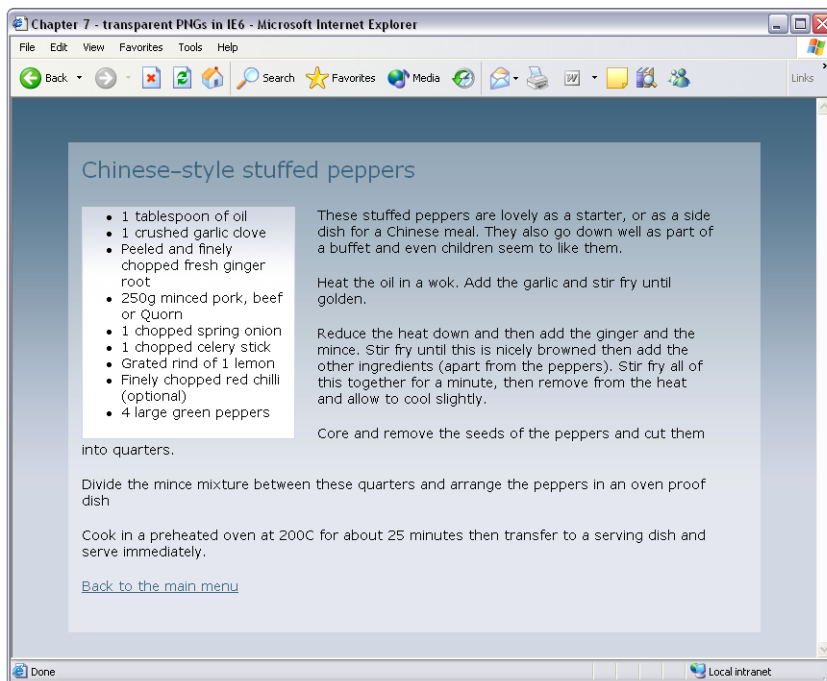 Chapter 7 - transparent PNGs in IE6 - Microsoft Internet Explorer
File Edit View Favorites Tools Help
Back Search Favorites Media Links
Chinese-style stuffed peppers
• 1 tablespoon of oil
• 1 crushed garlic clove
• Peeled and finely
chopped fresh ginger
root
• 250g minced pork, beef
or Quorn
• 1 chopped spring onion
• 1 chopped celery stick
• Grated rind of 1 lemon
• Finely chopped red chilli
(optional)
• 4 large green peppers
These stuffed peppers are lovely as a starter, or as a side
dish for a Chinese meal. They also go down well as part of
a buffet and even children seem to like them.
Heat the oil in a wok. Add the garlic and stir fry until
golden.
Reduce the heat down and then add the ginger and the
mince. Stir fry until this is nicely browned then add the
other ingredients (apart from the peppers). Stir fry all of
this together for a minute, then remove from the heat
and allow to cool slightly.
Core and remove the seeds of the peppers and cut them
into quarters.
Divide the mince mixture between these quarters and arrange the peppers in an oven proof
dish
Cook in a preheated oven at 200C for about 25 minutes then transfer to a serving dish and
serve immediately.
Back to the main menu
Done Local intranet